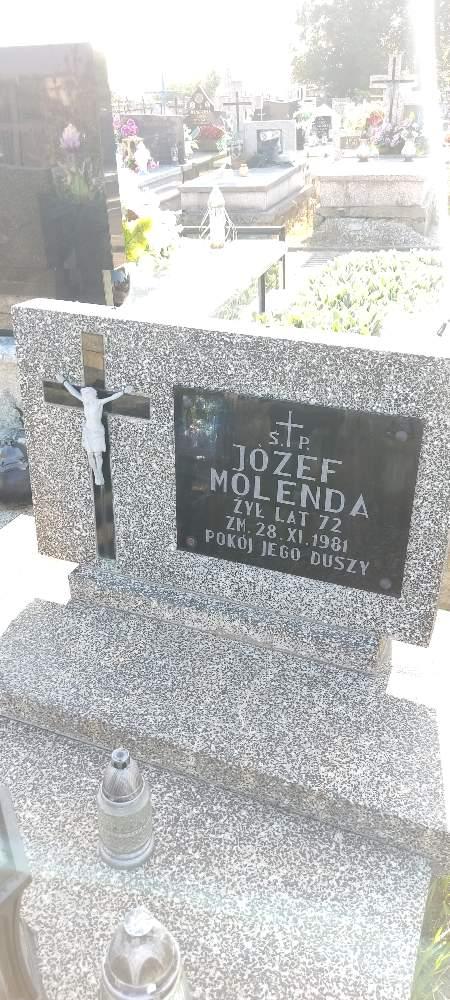 Ś. P.
JÓZEF
MOLENDA
ŻYŁ LAT 72
ZM. 28. XI. 1981
POKÓJ JEGO DUSZY